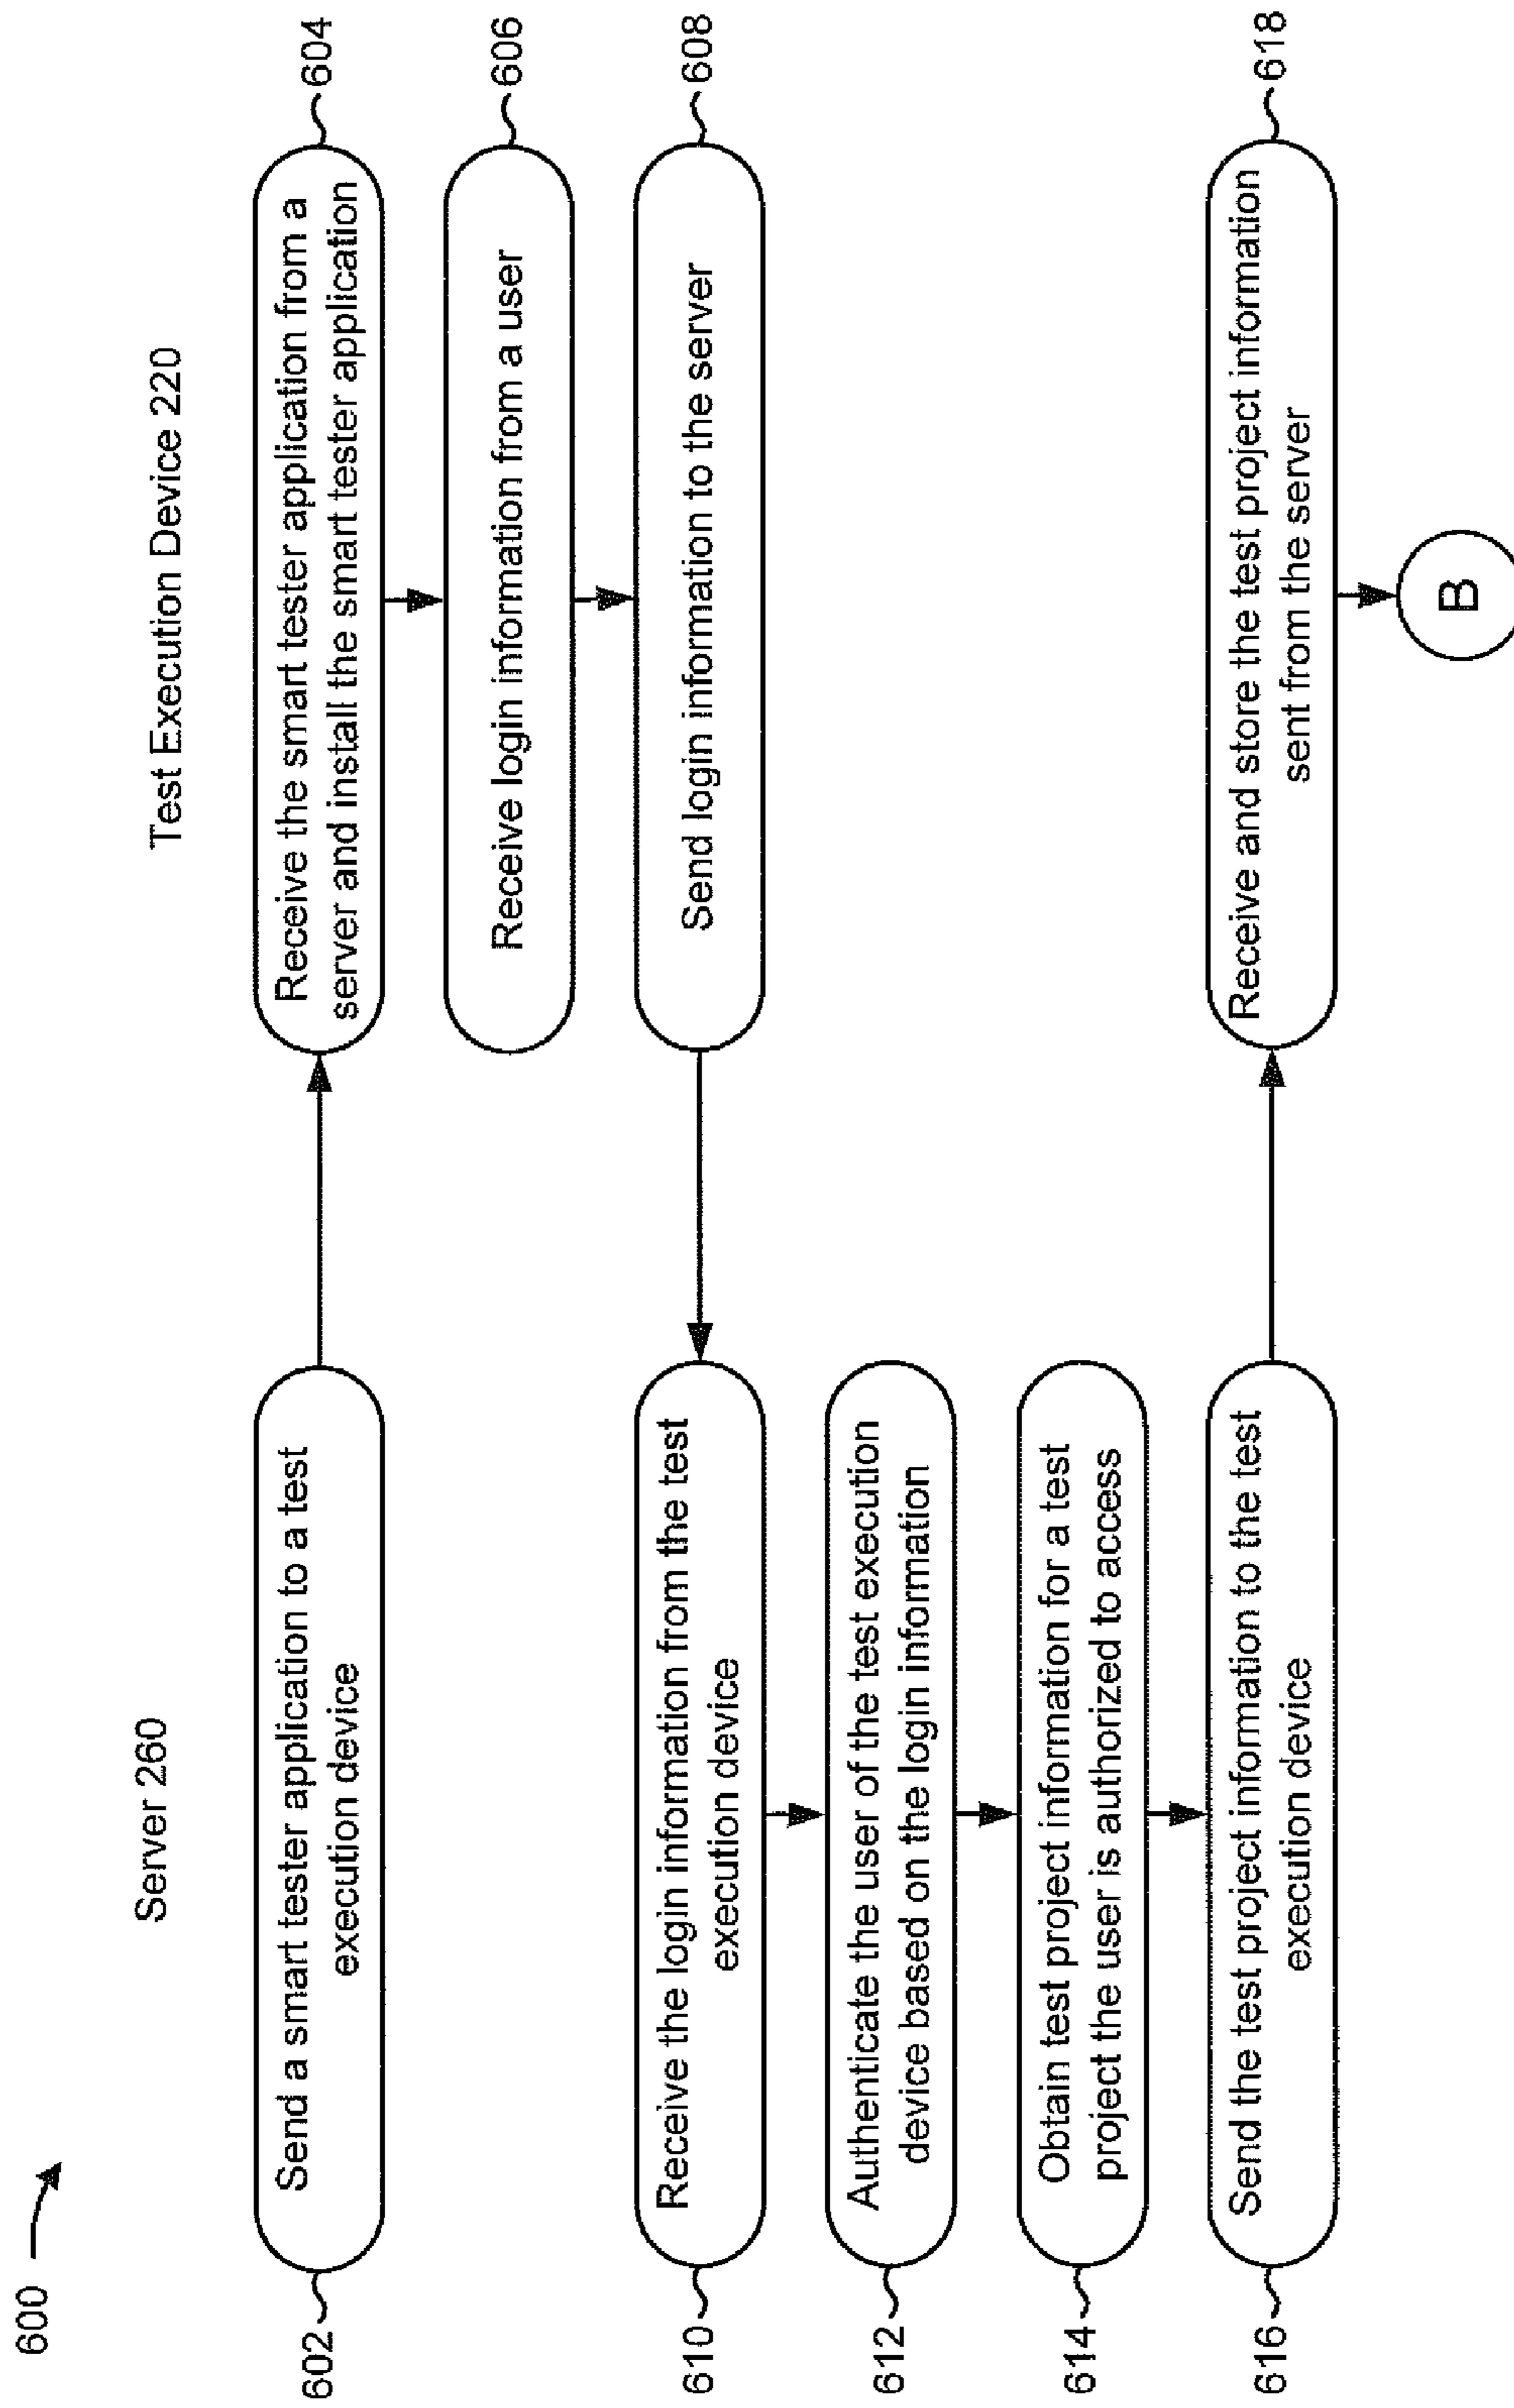 600
Server 260
Test Execution Device 220
602
Send a smart tester application to a test
execution device
Receive the smart tester application from a
server and install the smart tester application
604
Receive login information from a user
606
Send login information to the server
608
610
Receive the login information from the test
execution device
612
Authenticate the user of the test execution
device based on the login information
614
Obtain test project information for a test
project the user is authorized to access
616
Send the test project information to the test
execution device
Receive and store the test project information
sent from the server
618
B